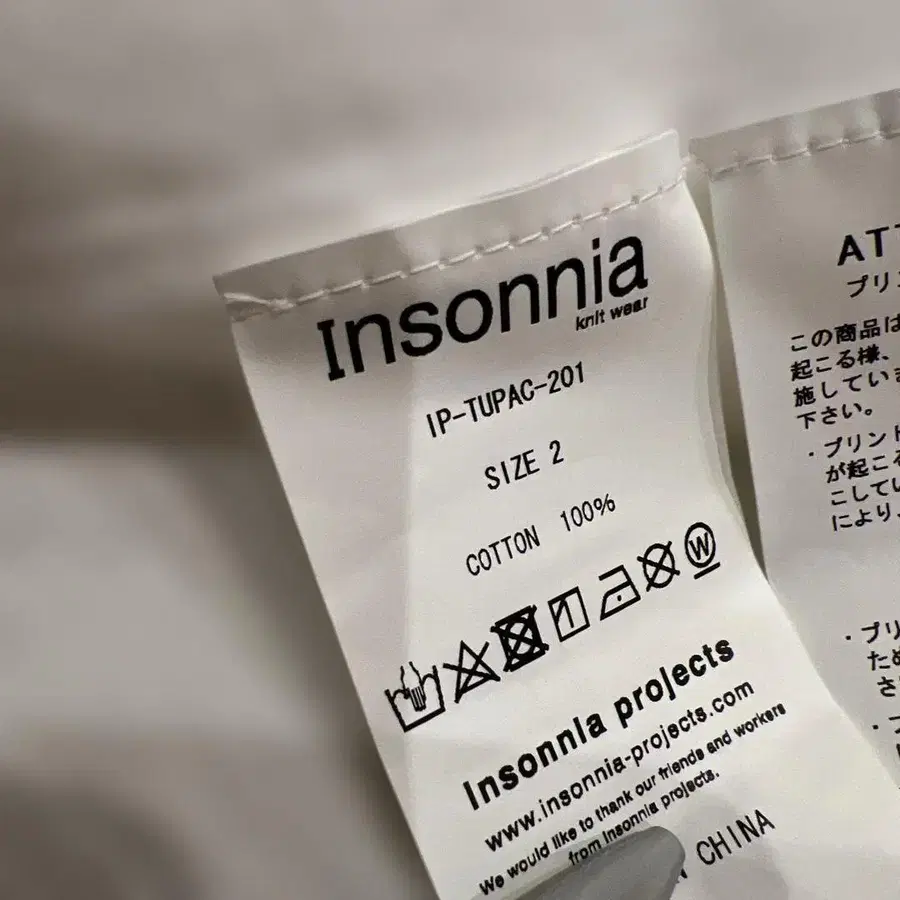 Insonnia
knit wear
IP-TUPAC-201
SIZE 2
COTTON 100%
W
Insonnia projects
www.insonnia-projects.com
We would like to thank our friends and workers
from Insonnia projects.
CHINA
ATT
プリン
この商品は
起こる様、
施していま
下さい。
・プリント
が起こる
こしてい
により、
・プリ
ため
さ